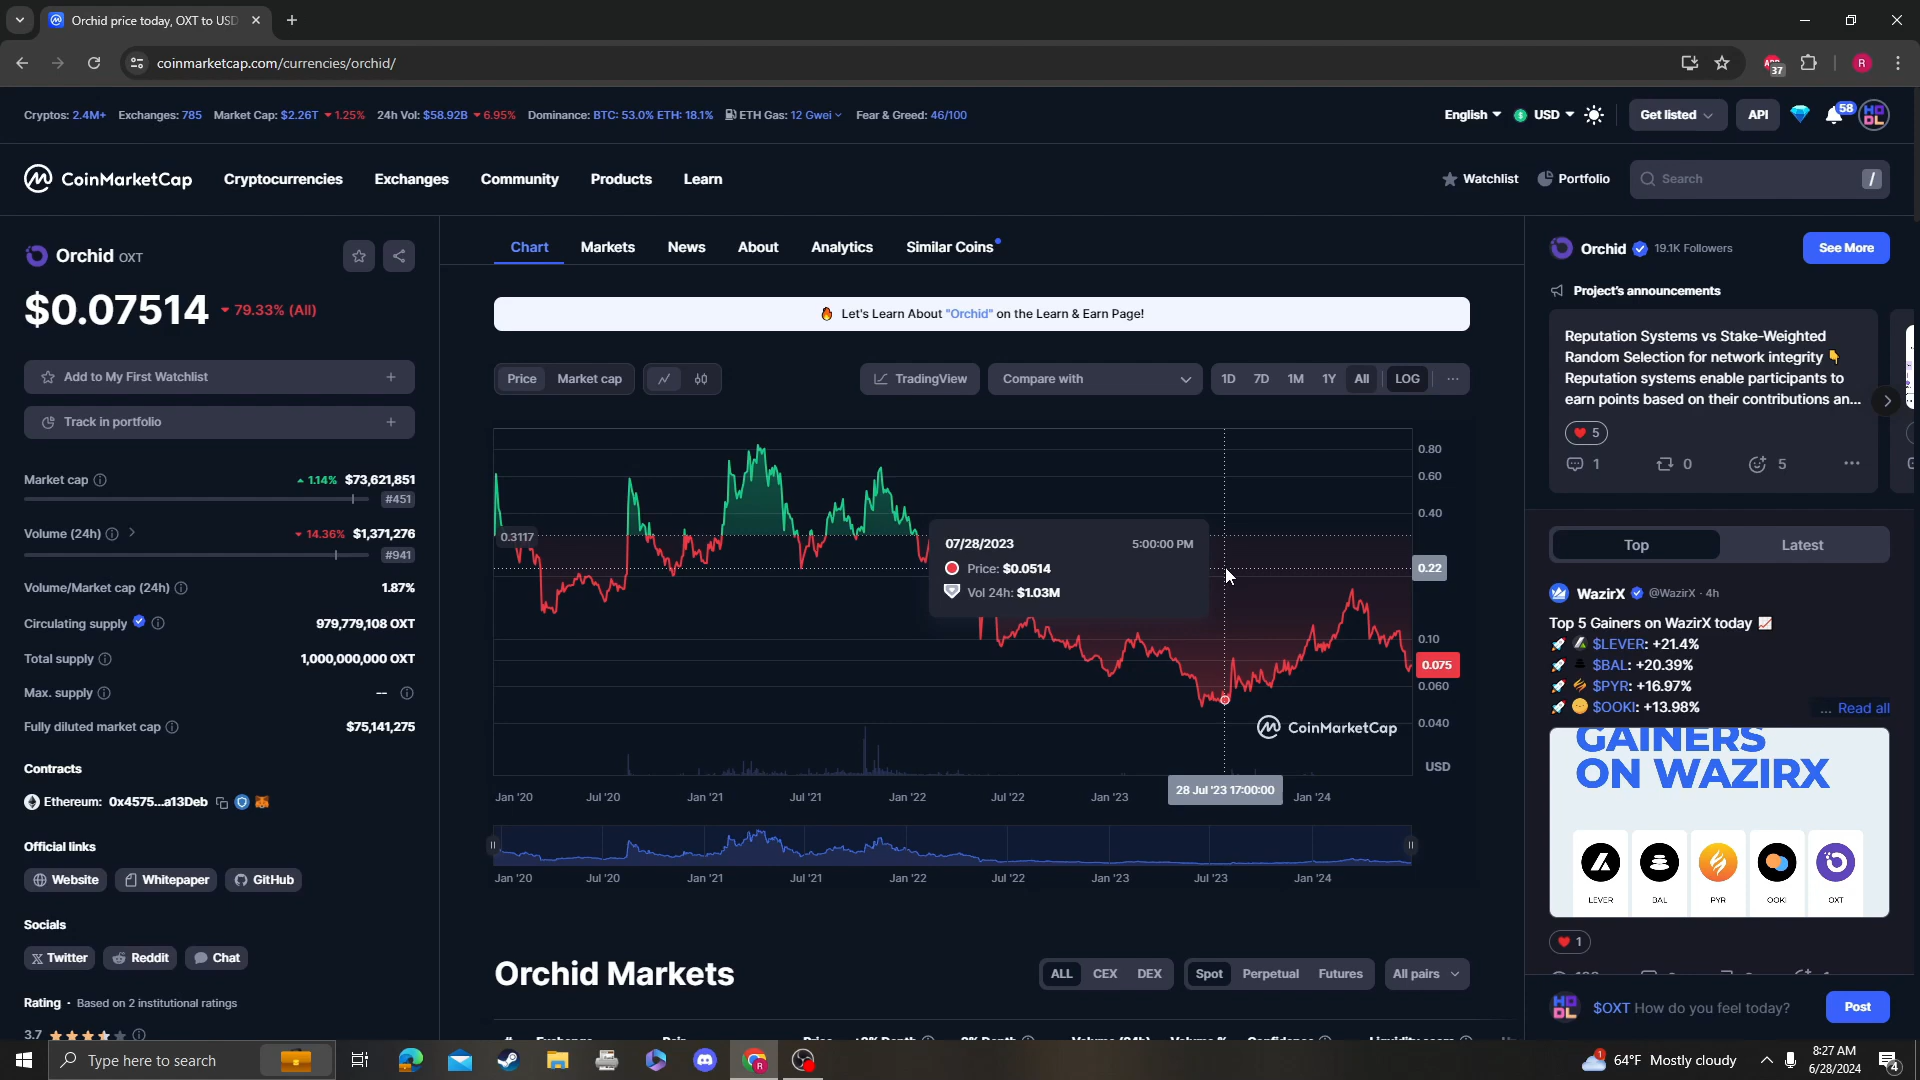 Orchid price today, OXT to USD
coinmarketcap.com/currencies/orchid/
37
R
Cryptos: 2.4M+ Exchanges: 785 Market Cap: $2.26T 1.25% 24h Vol: $58.92B 6.95% Dominance: BTC: 53.0% ETH: 18.1% ETH Gas: 12 Gwei Fear & Greed: 46/100
English USD Get listed API 58
CoinMarketCap Cryptocurrencies Exchanges Community Products Learn
Watchlist Portfolio Search /
Orchid OXT
$0.07514 79.33% (All)
Add to My First Watchlist +
Track in portfolio +
Market cap 1.14% $73,621,851
#451
Volume (24h) 14.36% $1,371,276
#941
Volume/Market cap (24h) 1.87%
Circulating supply 979,779,108 OXT
Total supply 1,000,000,000 OXT
Max. supply --
Fully diluted market cap $75,141,275
Contracts
Ethereum: 0x4575...a13Deb
Official links
Website Whitepaper GitHub
Socials
Twitter Reddit Chat
Rating · Based on 2 institutional ratings
3.7
Chart Markets News About Analytics Similar Coins
Let's Learn About "Orchid" on the Learn & Earn Page!
Price Market cap TradingView Compare with 1D 7D 1M 1Y All LOG ...
0.80
0.60
0.40
0.3117
07/28/2023 5:00:00 PM
Price: $0.0514
Vol 24h: $1.03M
0.22
0.10
0.075
0.060
0.040
CoinMarketCap
USD
Jan '20 Jul '20 Jan '21 Jul '21 Jan '22 Jul '22 Jan '23 28 Jul '23 17:00:00 Jan '24
Jan '20 Jul '20 Jan '21 Jul '21 Jan '22 Jul '22 Jan '23 Jul '23 Jan '24
Orchid Markets ALL CEX DEX Spot Perpetual Futures All pairs
Orchid 19.1K Followers See More
Project's announcements
Reputation Systems vs Stake-Weighted
Random Selection for network integrity
Reputation systems enable participants to
earn points based on their contributions an...
5
1 0 5 ...
Top Latest
WazirX @WazirX · 4h
Top 5 Gainers on WazirX today
$LEVER: +21.4%
$BAL: +20.39%
$PYR: +16.97%
$OOKI: +13.98% ... Read all
GAINERS
ON WAZIRX
LEVER BAL PYR OOKI OXT
1
HODL $OXT How do you feel today? Post
Type here to search
64°F Mostly cloudy
8:27 AM
6/28/2024
4